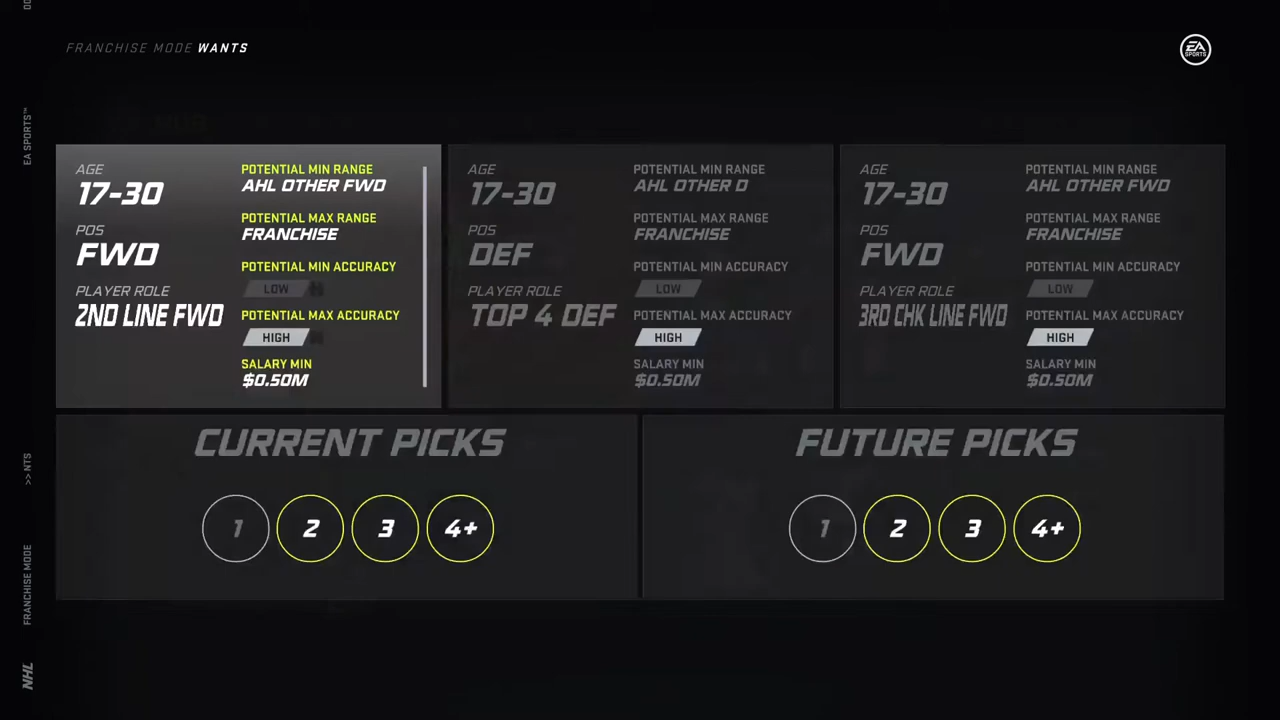 FRANCHISE MODE WANTS
EA SPORTS
AGE
17-30
POS
FWD
PLAYER ROLE
2ND LINE FWD
POTENTIAL MIN RANGE
AHL OTHER FWD
POTENTIAL MAX RANGE
FRANCHISE
POTENTIAL MIN ACCURACY
LOW
POTENTIAL MAX ACCURACY
HIGH
SALARY MIN
$0.50M
AGE
17-30
POS
DEF
PLAYER ROLE
TOP 4 DEF
POTENTIAL MIN RANGE
AHL OTHER D
POTENTIAL MAX RANGE
FRANCHISE
POTENTIAL MIN ACCURACY
LOW
POTENTIAL MAX ACCURACY
HIGH
SALARY MIN
$0.50M
AGE
17-30
POS
FWD
PLAYER ROLE
3RD CHK LINE FWD
POTENTIAL MIN RANGE
AHL OTHER FWD
POTENTIAL MAX RANGE
FRANCHISE
POTENTIAL MIN ACCURACY
LOW
POTENTIAL MAX ACCURACY
HIGH
SALARY MIN
$0.50M
CURRENT PICKS
1 2 3 4+
FUTURE PICKS
1 2 3 4+
NHL FRANCHISE MODE >> NTS EA SPORTS™